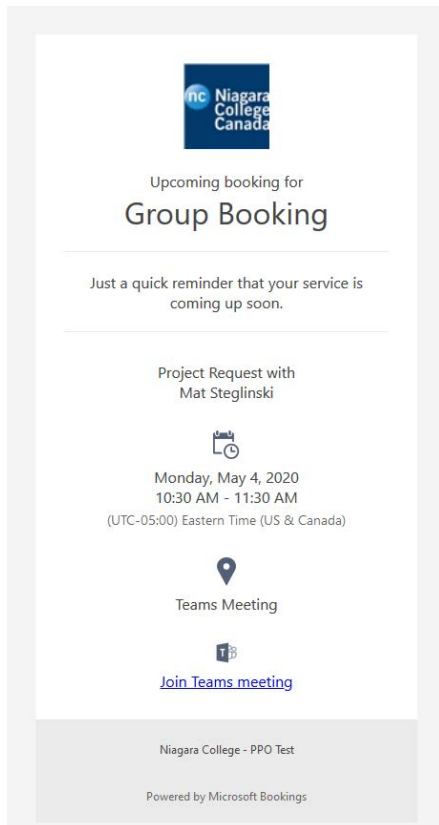 nc Niagara
College
Canada
Upcoming booking for
Group Booking
Just a quick reminder that your service is
coming up soon.
Project Request with
Mat Steglinski
Monday, May 4, 2020
10:30 AM - 11:30 AM
(UTC-05:00) Eastern Time (US & Canada)
Teams Meeting
T
Join Teams meeting
Niagara College - PPO Test
Powered by Microsoft Bookings